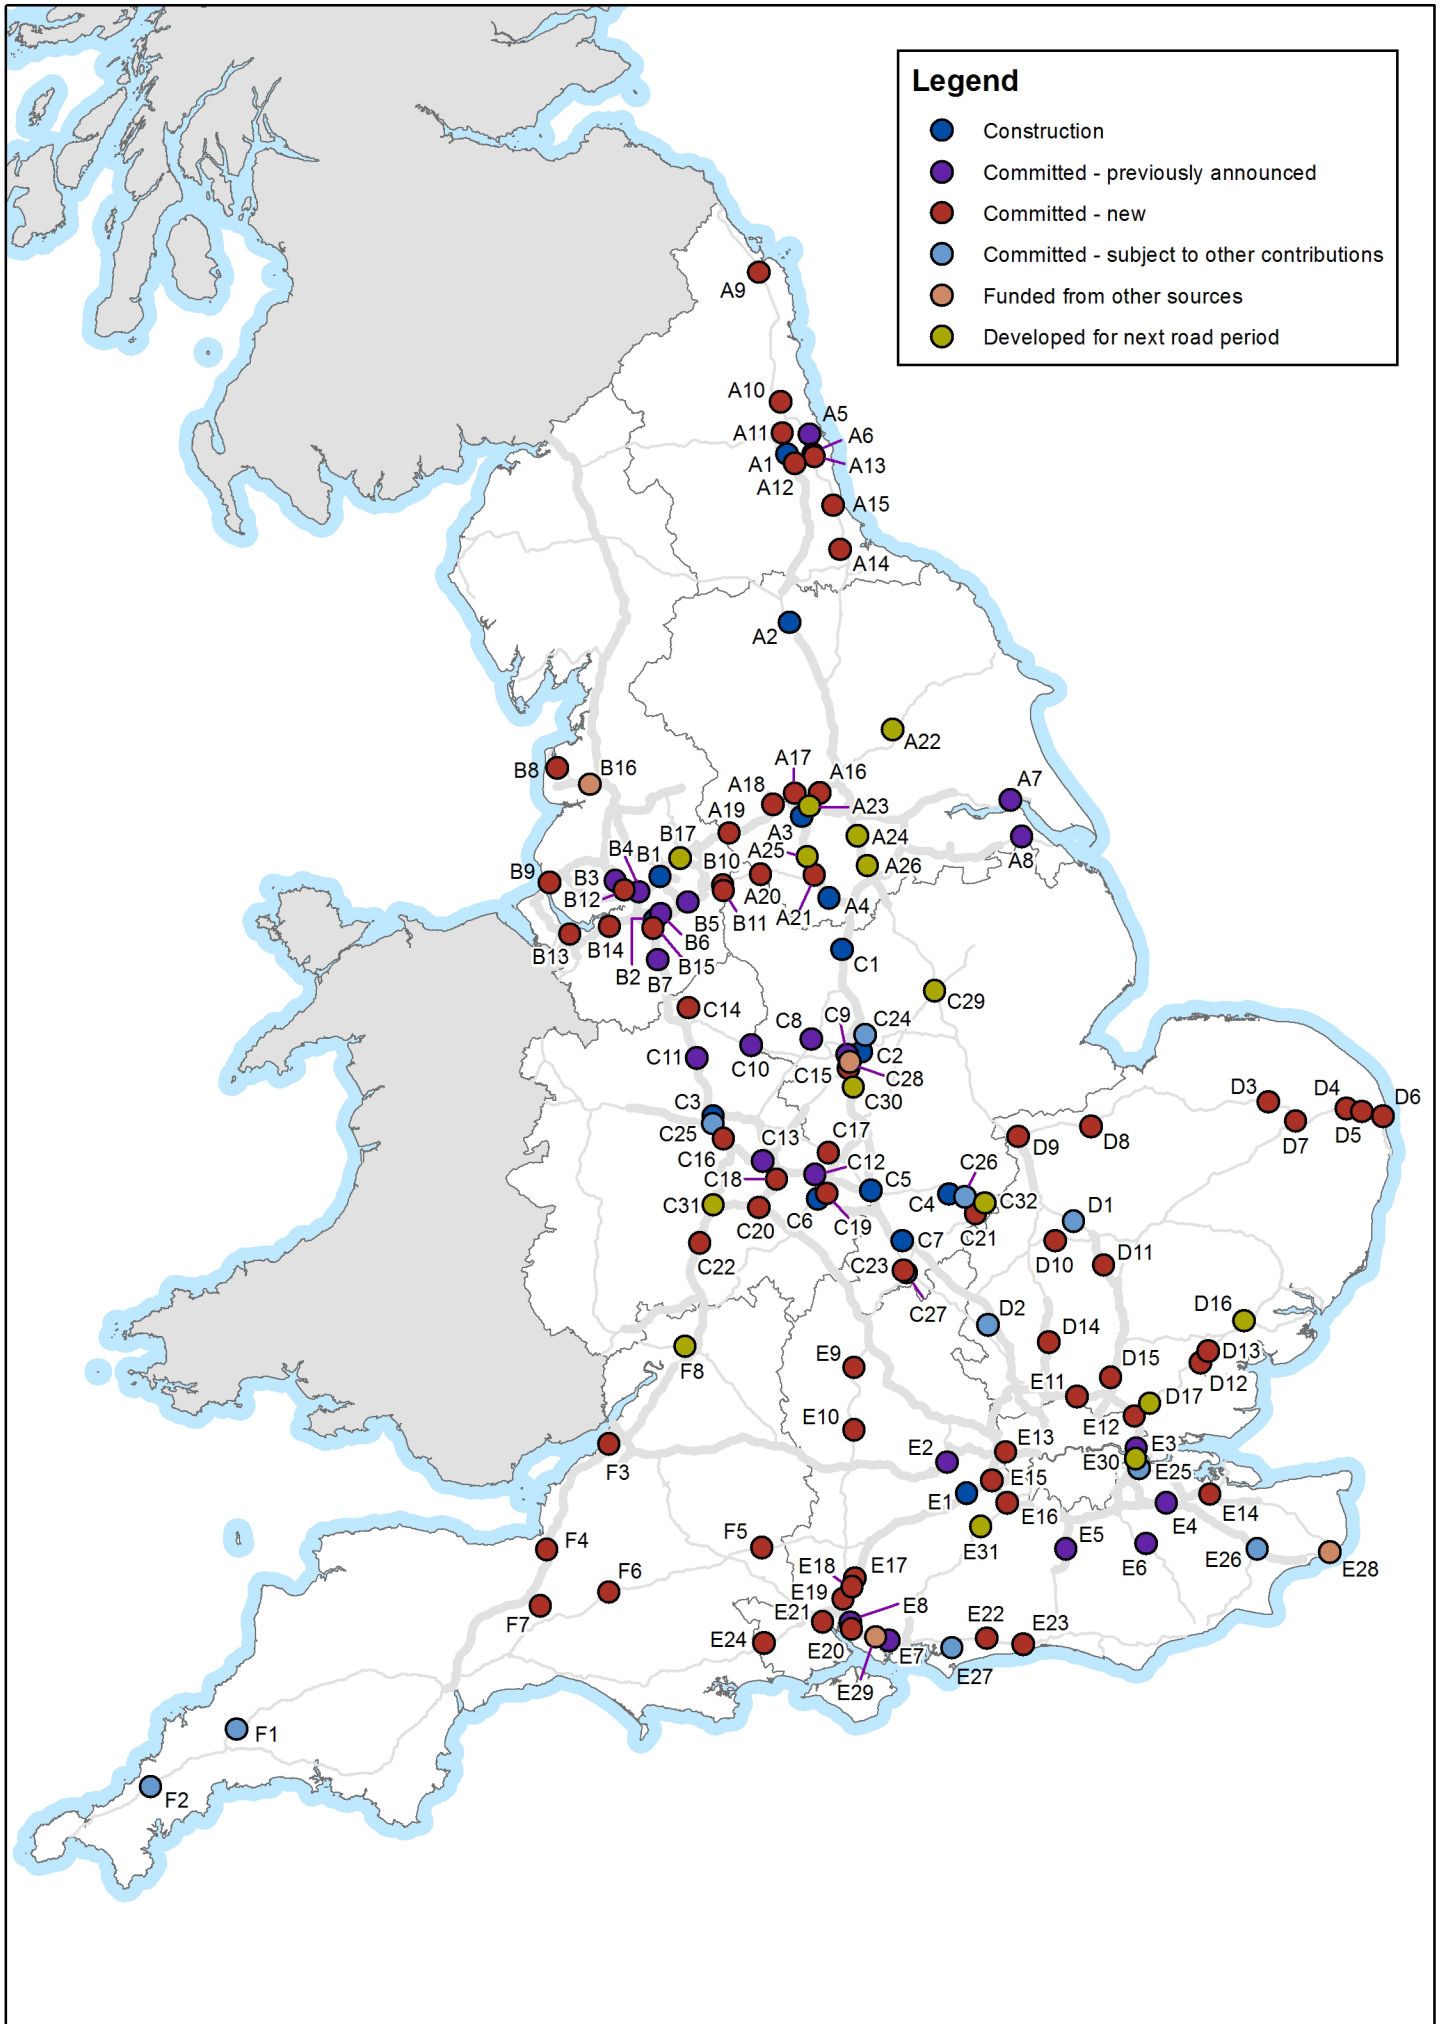 Legend
Construction
Committed - previously announced
Committed - new
Committed - subject to other contributions
Funded from other sources
Developed for next road period
A9
A10
A5
A11
A6
A1
A13
A12
A15
A14
A2
A22
A17
B8
B16
A16
A7
A18
A23
A19
A3
B17
A24
B4
B1
A25
B10
A8
A26
B9
B3
B12
A20
A4
A21
B11
B5
B14
B6
B13
B2
B15
C1
B7
C29
C14
C9
C24
C8
C11
C2
C10
C15
C28
C30
D3
D4
D6
C3
D5
D7
C25
D8
D9
C13
C17
C16
C12
C26
C18
C5
C4
C32
C31
D1
C6
C20
C19
C21
C7
D10
D11
C22
C23
D16
C27
D2
D14
D13
E9
F8
D15
D12
E11
D17
E10
E12
E13
E3
E2
F3
E30
E25
E15
E1
E14
E16
E4
F5
E5
F4
E31
E6
E26
E28
E18
E17
F6
E19
E8
E21
E22
F7
E23
E24
E20
E7
E27
E29
F1
F2